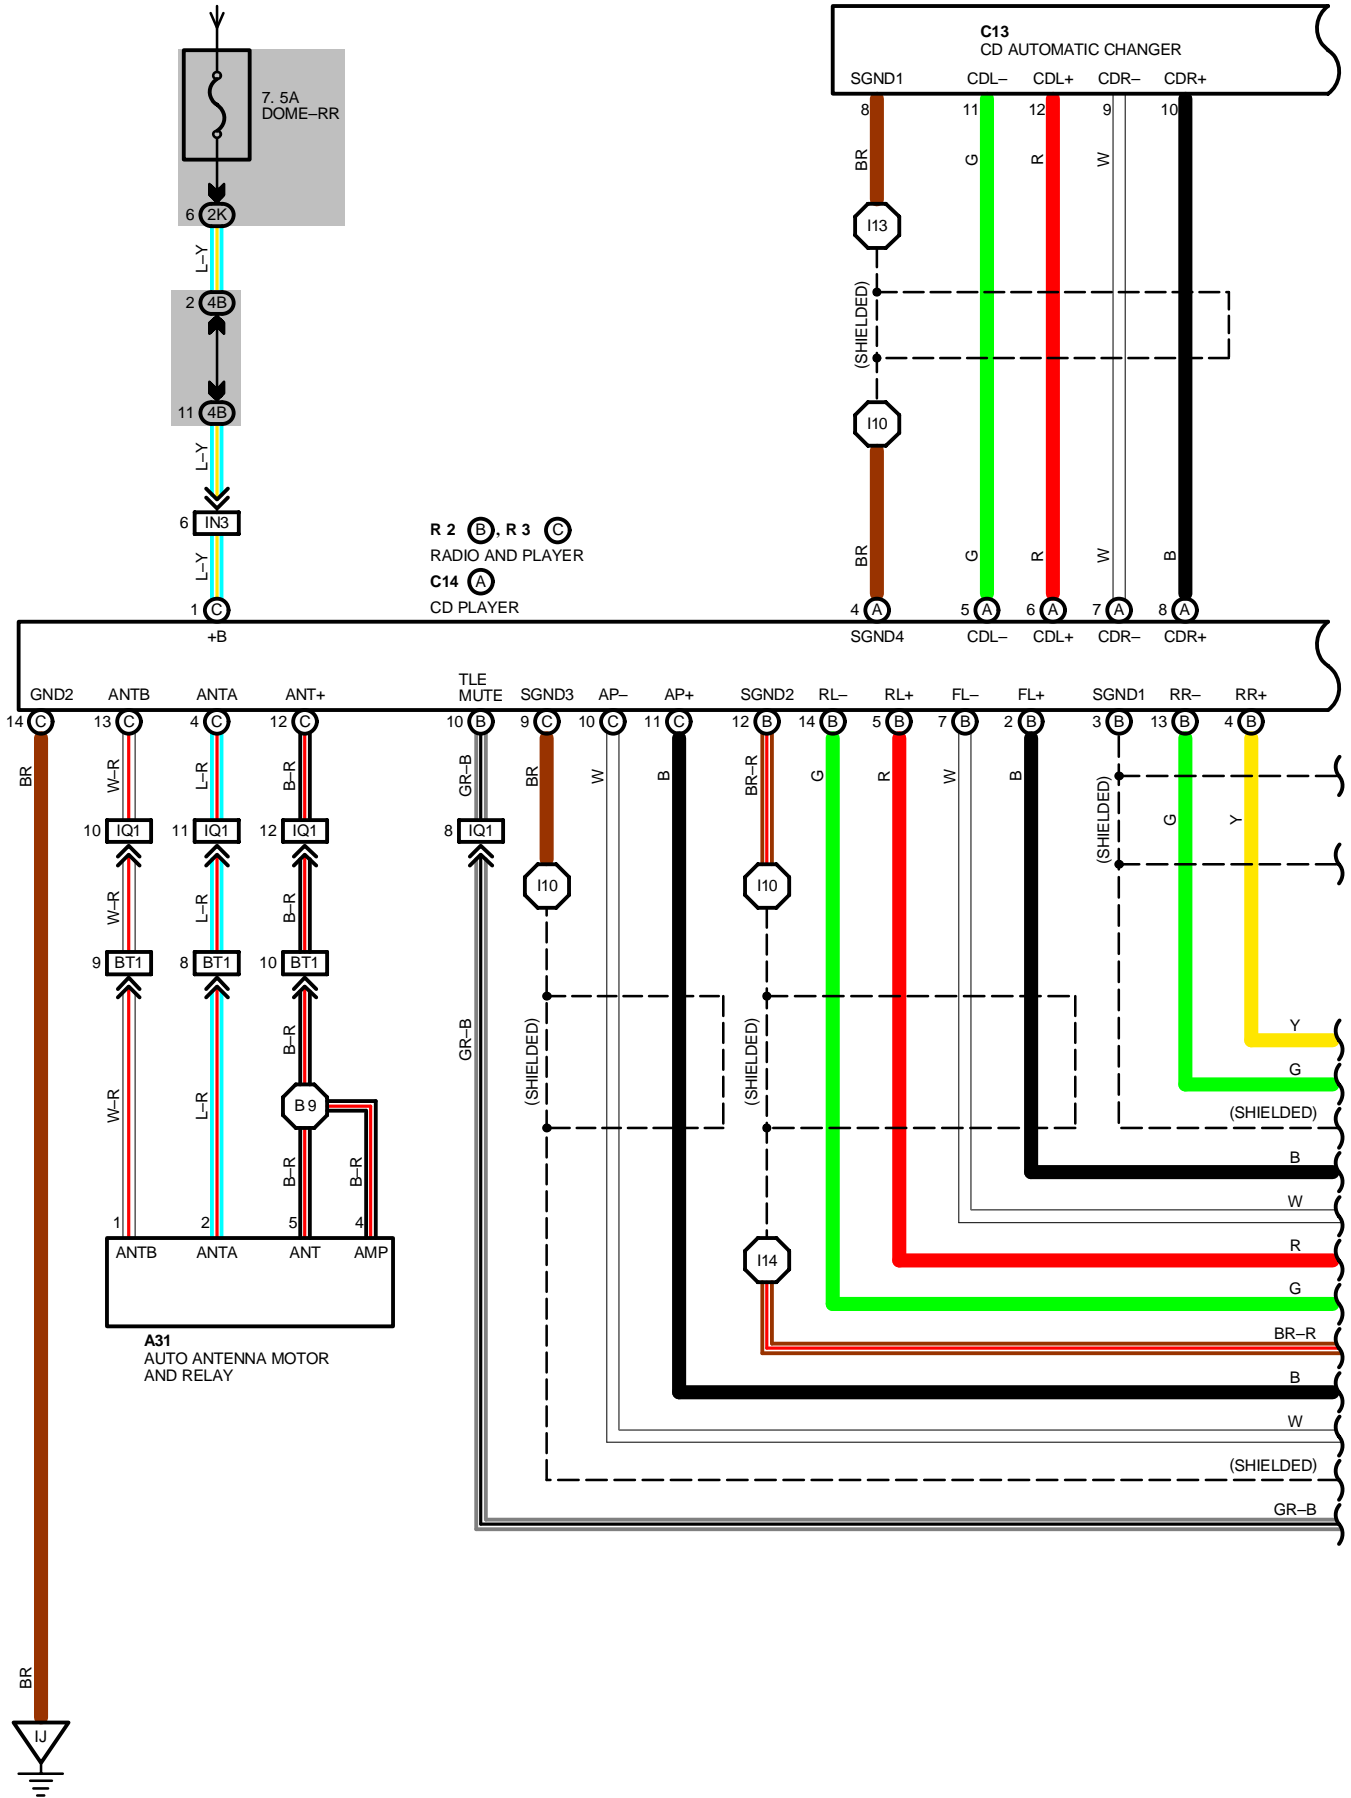 C13
CD AUTOMATIC CHANGER
SGND1 CDL– CDL+ CDR– CDR+
8 11 12 9 10
BR G R W B
7. 5A
DOME–RR
6 2K
L–Y
2 4B
11 4B
L–Y
6 IN3
L–Y
I13
(SHIELDED)
I10
BR G R W B
R 2 B , R 3 C
RADIO AND PLAYER
C14 A
CD PLAYER
1 C
4 A 5 A 6 A 7 A 8 A
+B
SGND4 CDL– CDL+ CDR– CDR+
TLE
GND2 ANTB ANTA ANT+ MUTE SGND3 AP– AP+ SGND2 RL– RL+ FL– FL+ SGND1 RR– RR+
14 C 13 C 4 C 12 C 10 B 9 C 10 C 11 C 12 B 14 B 5 B 7 B 2 B 3 B 13 B 4 B
BR W–R L–R B–R GR–B BR W B BR–R G R W B (SHIELDED) G Y
10 IQ1 11 IQ1 12 IQ1 8 IQ1
I10 I10
W–R L–R B–R
9 BT1 8 BT1 10 BT1
B–R GR–B (SHIELDED) (SHIELDED)
Y
G
W–R L–R B 9
(SHIELDED)
B–R B–R
B
W
1 2 5 4
ANTB ANTA ANT AMP
I14
R
G
A31
AUTO ANTENNA MOTOR
AND RELAY
BR–R
B
W
(SHIELDED)
GR–B
BR
IJ